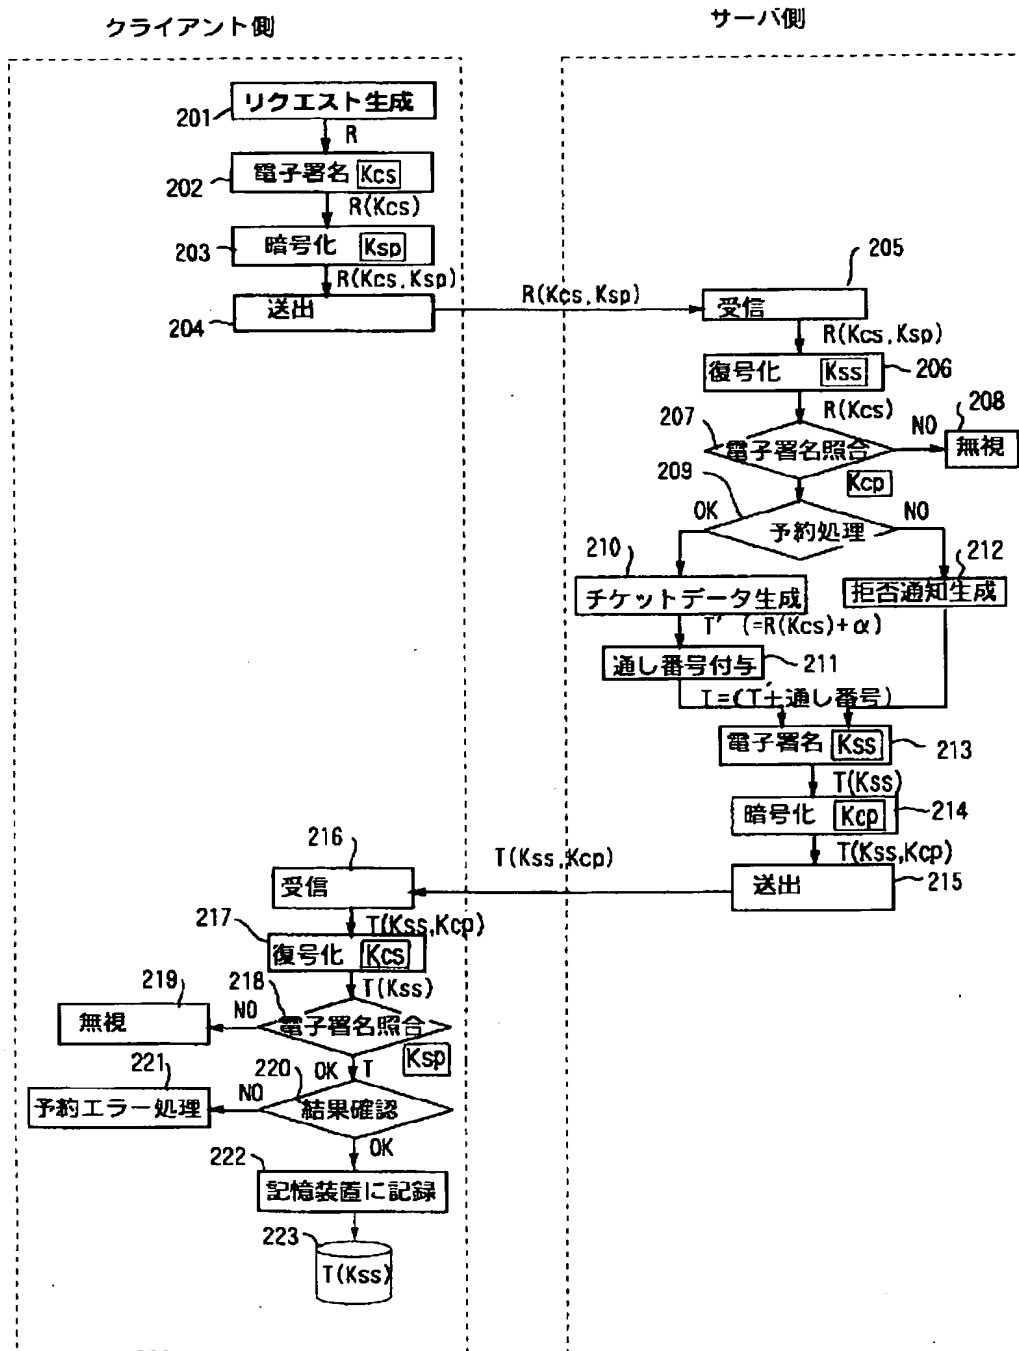 クライアント側
サーバ側
201
リクエスト生成
R
202
電子署名 Kcs
R(Kcs)
203
暗号化 Ksp
R(Kcs,Ksp)
204
送出
R(Kcs,Ksp)
205
受信
R(Kcs,Ksp)
復号化 Kss
206
R(Kcs)
207
電子署名照合
NO
208
無視
Kcp
209
OK
予約処理
NO
210
チケットデータ生成
212
拒否通知生成
T' (=R(Kcs)+α)
通し番号付与
211
T=(T'+通し番号)
電子署名 Kss
213
T(Kss)
暗号化 Kcp
214
T(Kss,Kcp)
送出
215
T(Kss,Kcp)
216
受信
T(Kss,Kcp)
217
復号化 Kcs
T(Kss)
218
電子署名照合
NO
219
無視
Ksp
OK
T
220
結果確認
NO
221
予約エラー処理
OK
222
記憶装置に記録
223
T(Kss)